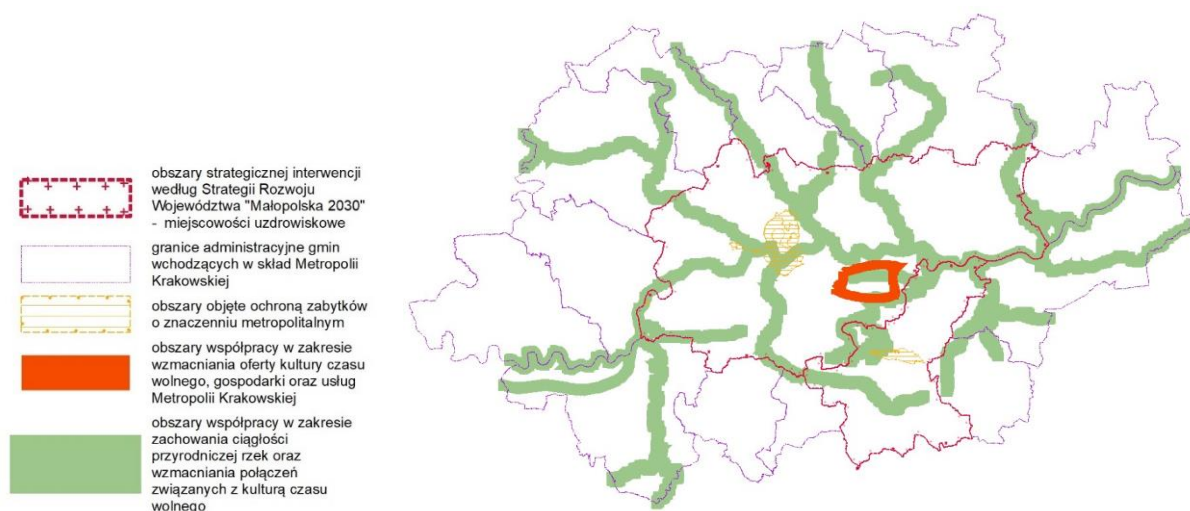 obszary strategicznej interwencji
według Strategii Rozwoju
Województwa "Małopolska 2030"
- miejscowości uzdrowiskowe
granice administracyjne gmin
wchodzących w skład Metropolii
Krakowskiej
obszary objęte ochroną zabytków
o znaczeniu metropolitalnym
obszary współpracy w zakresie
wzmacniania oferty kultury czasu
wolnego, gospodarki oraz usług
Metropolii Krakowskiej
obszary współpracy w zakresie
zachowania ciągłości
przyrodniczej rzek oraz
wzmacniania połączeń
związanych z kulturą czasu
wolnego